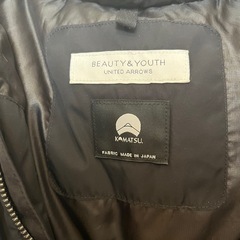 BEAUTY&YOUTH
UNITED ARROWS
KOMATSU.
FABRIC MADE IN JAPAN